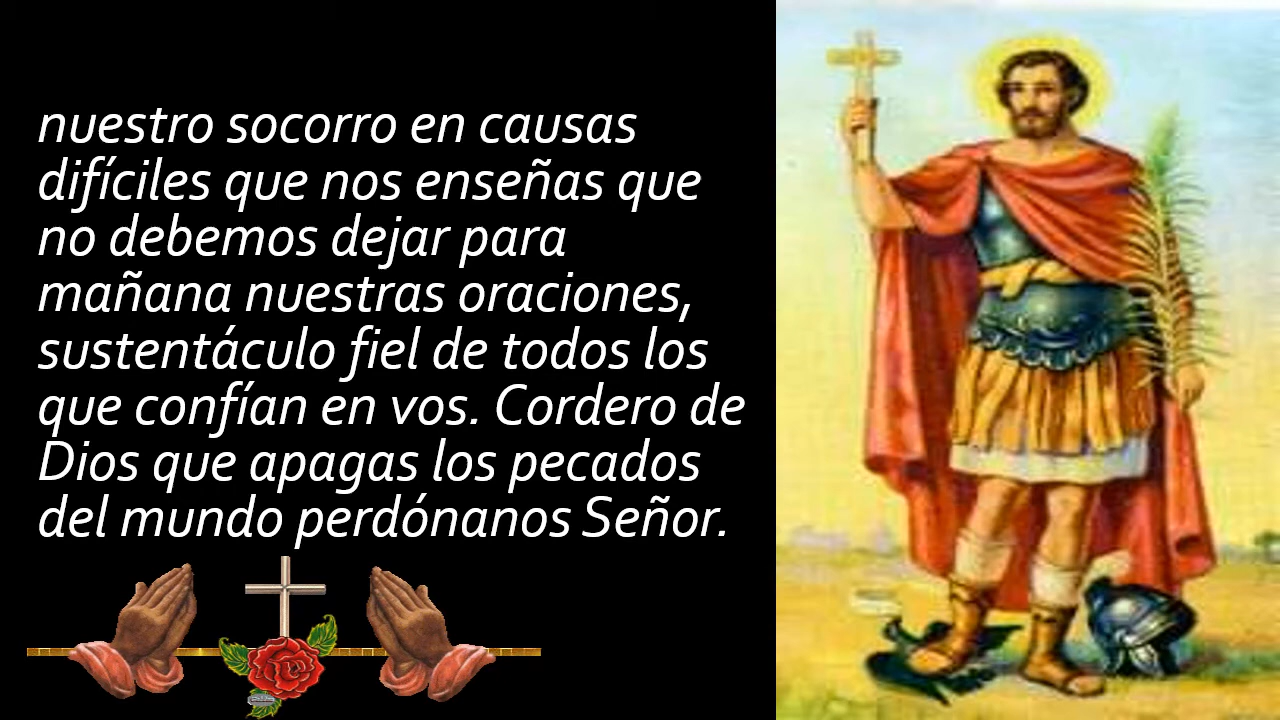 nuestro socorro en causas
difíciles que nos enseñas que
no debemos dejar para
mañana nuestras oraciones,
sustentáculo fiel de todos los
que confían en vos. Cordero de
Dios que apagas los pecados
del mundo perdónanos Señor.